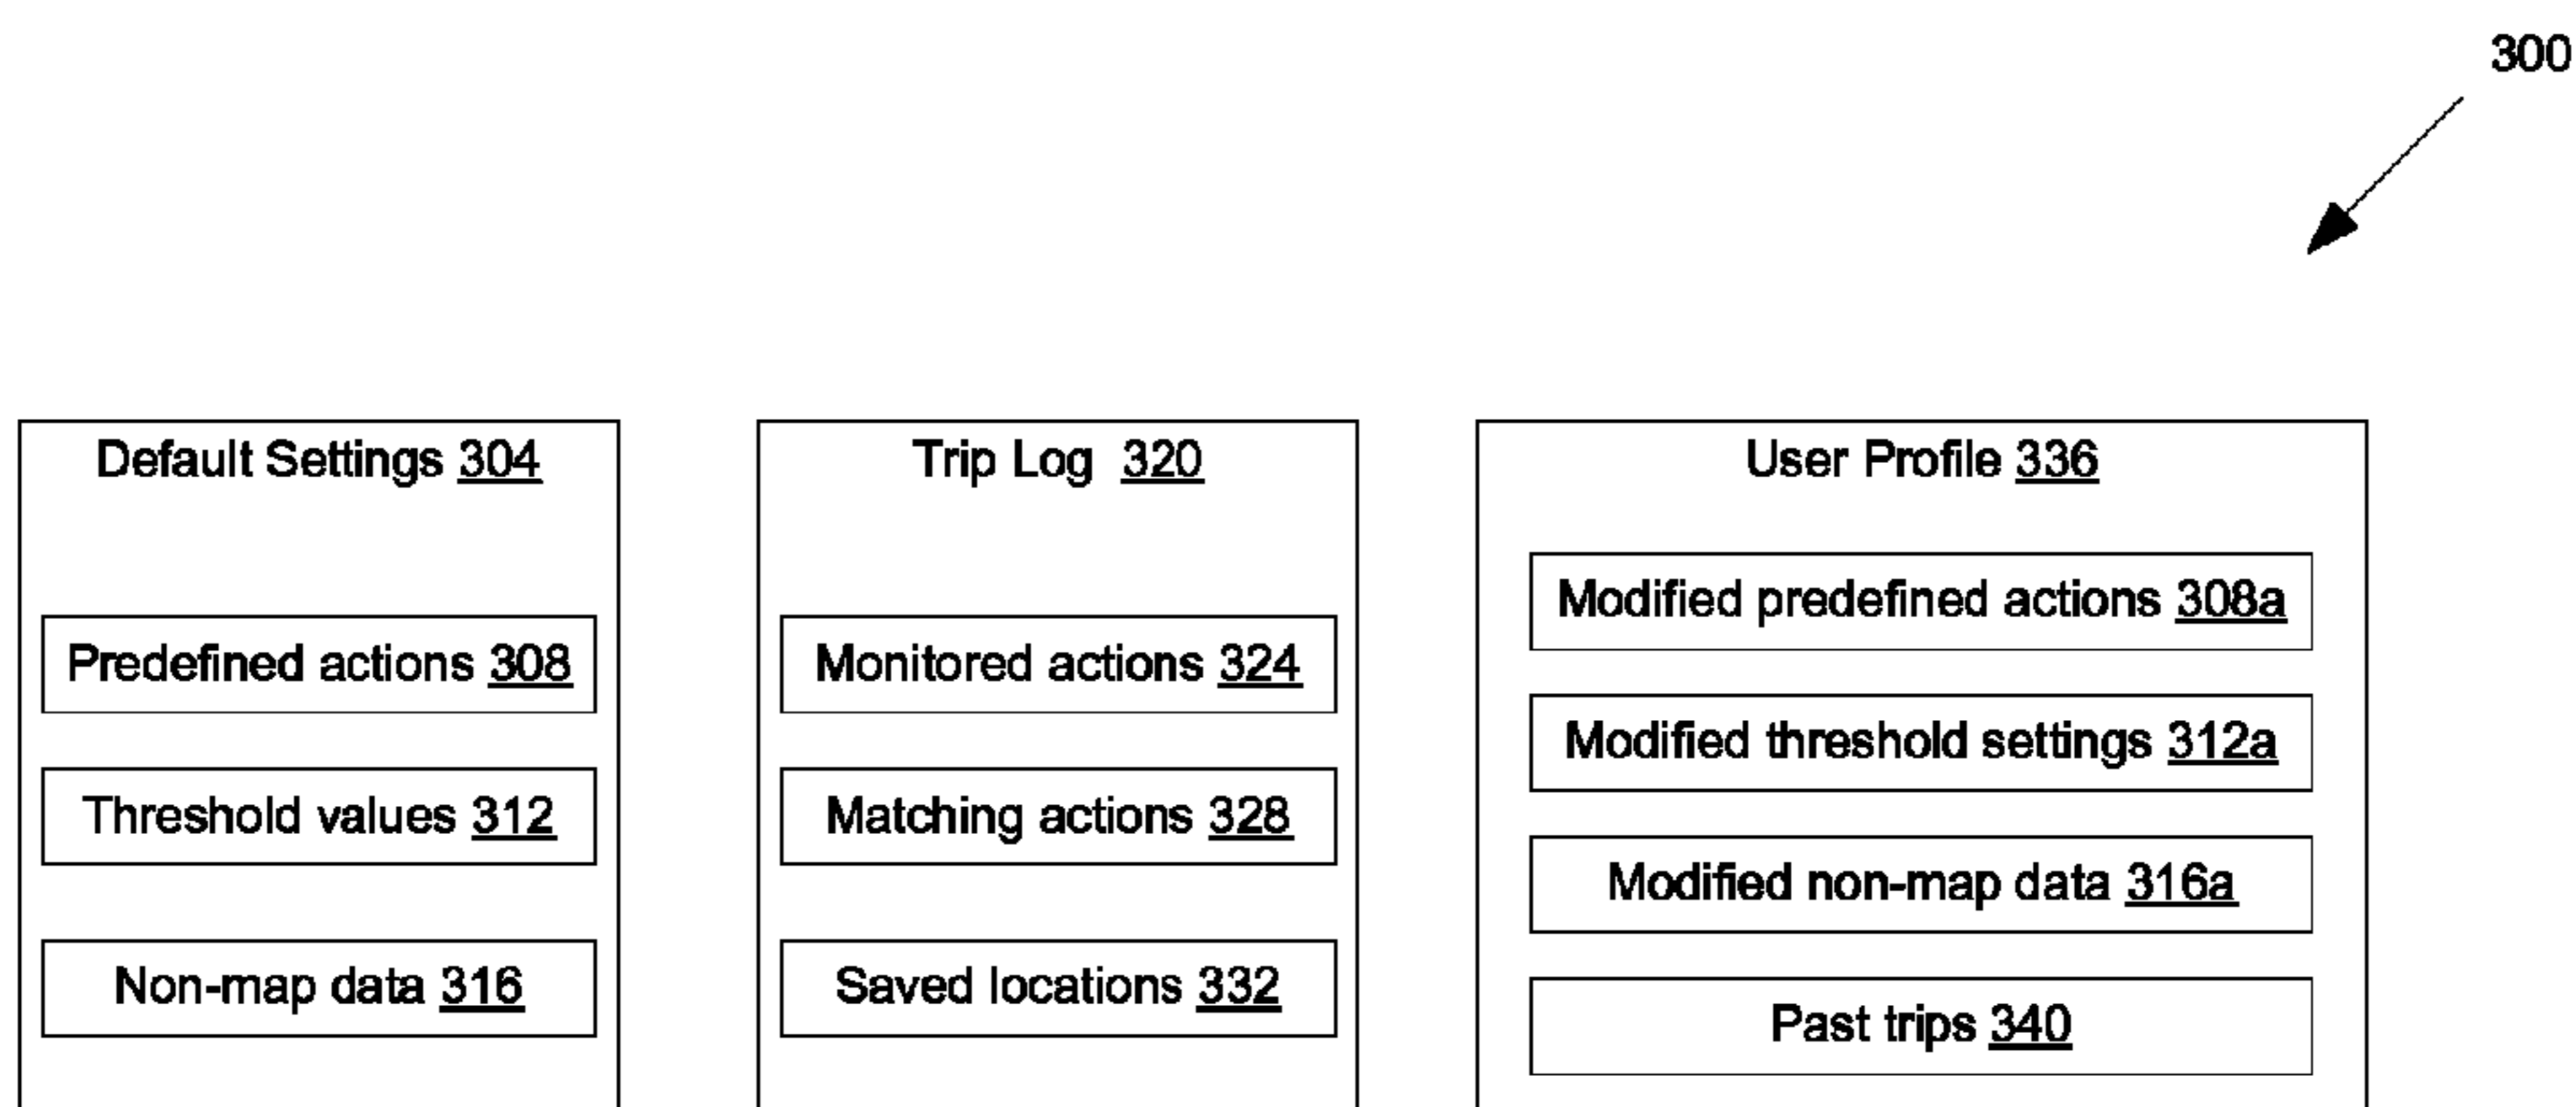 300
Default Settings 304
Predefined actions 308
Threshold values 312
Non-map data 316
Trip Log 320
Monitored actions 324
Matching actions 328
Saved locations 332
User Profile 336
Modified predefined actions 308a
Modified threshold settings 312a
Modified non-map data 316a
Past trips 340